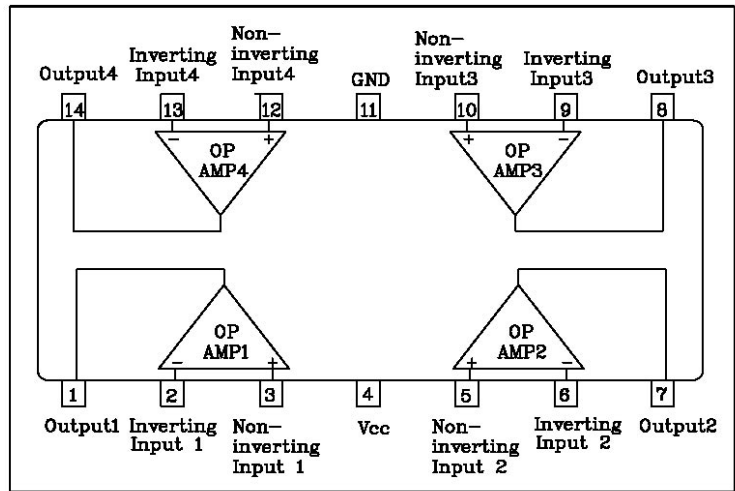 Output4
Inverting
Input4
Non-
inverting
Input4
GND
Non-
inverting
Input3
Inverting
Input3
Output3
14
13
12
11
10
9
8
- +
OP
AMP4
+ -
OP
AMP3
OP
AMP1
- +
OP
AMP2
+ -
1
2
3
4
5
6
7
Output1
Inverting
Input 1
Non-
inverting
Input 1
Vcc
Non-
inverting
Input 2
Inverting
Input 2
Output2